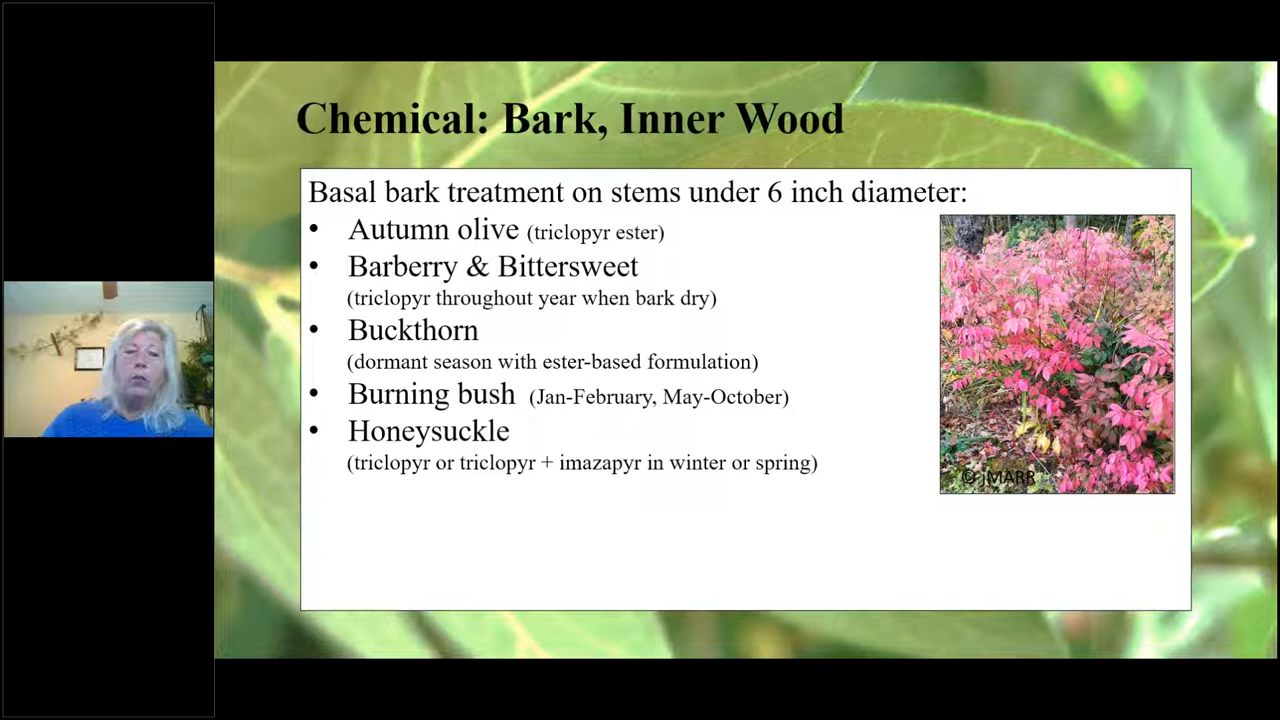 Chemical: Bark, Inner Wood
Basal bark treatment on stems under 6 inch diameter:
• Autumn olive (triclopyr ester)
• Barberry & Bittersweet
(triclopyr throughout year when bark dry)
• Buckthorn
(dormant season with ester-based formulation)
• Burning bush (Jan-February, May-October)
• Honeysuckle
(triclopyr or triclopyr + imazapyr in winter or spring)
© JMARR